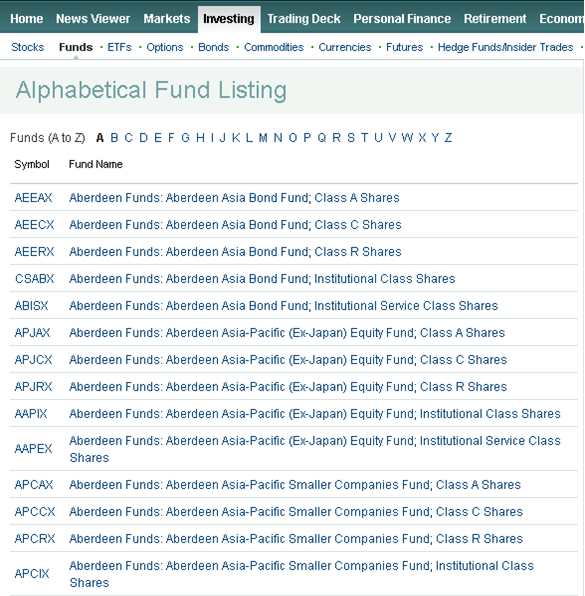 Home News Viewer Markets Investing Trading Deck Personal Finance Retirement Econom
Stocks Funds • ETFs • Options • Bonds • Commodities • Currencies • Futures • Hedge Funds/Insider Trades •
Alphabetical Fund Listing
Funds (A to Z) A B C D E F G H I J K L M N O P Q R S T U V W X Y Z
Symbol Fund Name
AEEAX Aberdeen Funds: Aberdeen Asia Bond Fund; Class A Shares
AEECX Aberdeen Funds: Aberdeen Asia Bond Fund; Class C Shares
AEERX Aberdeen Funds: Aberdeen Asia Bond Fund; Class R Shares
CSABX Aberdeen Funds: Aberdeen Asia Bond Fund; Institutional Class Shares
ABISX Aberdeen Funds: Aberdeen Asia Bond Fund; Institutional Service Class Shares
APJAX Aberdeen Funds: Aberdeen Asia-Pacific (Ex-Japan) Equity Fund; Class A Shares
APJCX Aberdeen Funds: Aberdeen Asia-Pacific (Ex-Japan) Equity Fund; Class C Shares
APJRX Aberdeen Funds: Aberdeen Asia-Pacific (Ex-Japan) Equity Fund; Class R Shares
AAPIX Aberdeen Funds: Aberdeen Asia-Pacific (Ex-Japan) Equity Fund; Institutional Class Shares
AAPEX Aberdeen Funds: Aberdeen Asia-Pacific (Ex-Japan) Equity Fund; Institutional Service Class
Shares
APCAX Aberdeen Funds: Aberdeen Asia-Pacific Smaller Companies Fund; Class A Shares
APCCX Aberdeen Funds: Aberdeen Asia-Pacific Smaller Companies Fund; Class C Shares
APCRX Aberdeen Funds: Aberdeen Asia-Pacific Smaller Companies Fund; Class R Shares
APCIX Aberdeen Funds: Aberdeen Asia-Pacific Smaller Companies Fund; Institutional Class
Shares